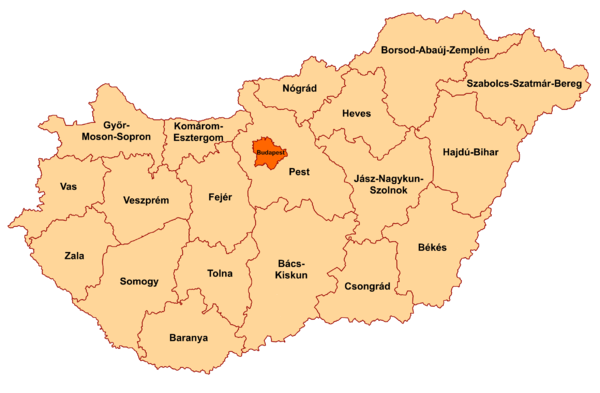 Borsod-Abaúj-Zemplén
Szabolcs-Szatmár-Bereg
Nógrád
Heves
Győr-
Moson-Sopron
Komárom-
Esztergom
Budapest
Hajdú-Bihar
Pest
Jász-Nagykun-
Szolnok
Vas
Veszprém
Fejér
Békés
Zala
Somogy
Tolna
Bács-
Kiskun
Csongrád
Baranya